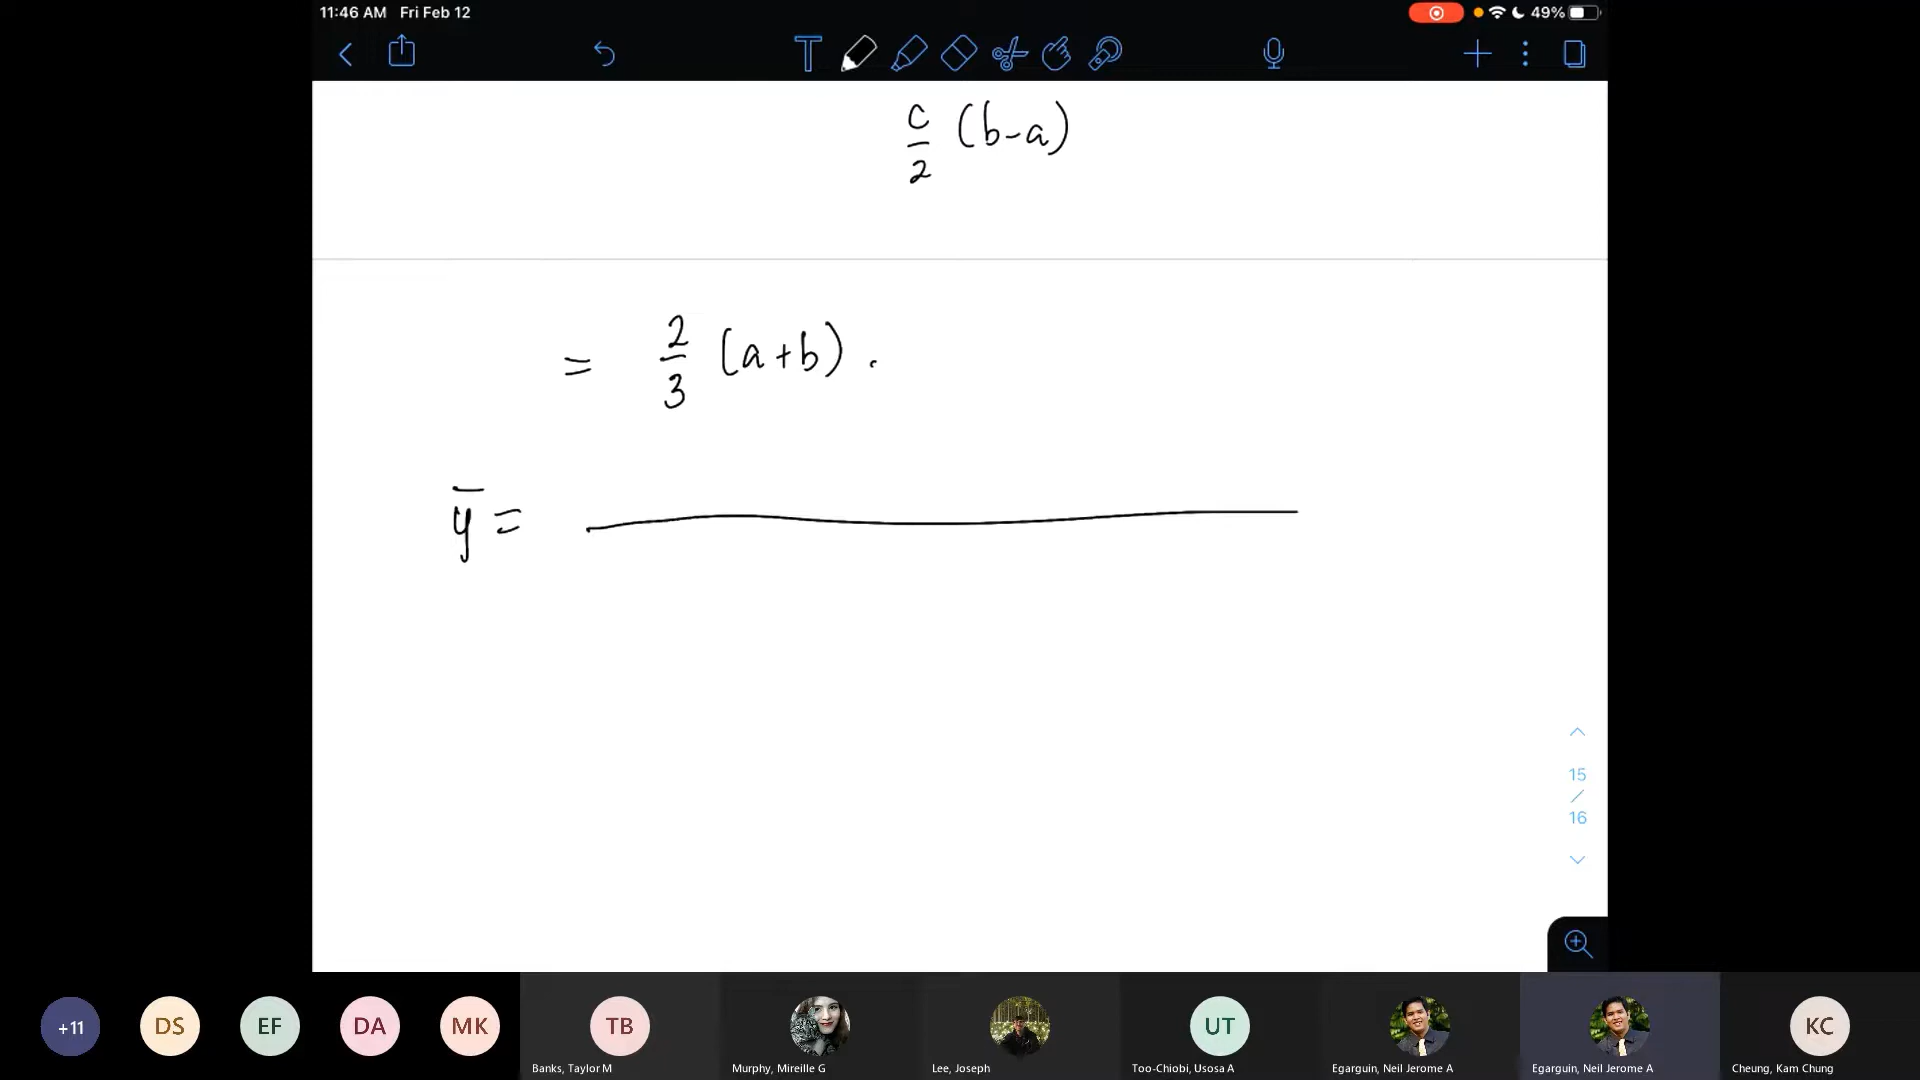 11:46 AM Fri Feb 12
49%
c/2 (b-a)
= 2/3 (a+b).
ȳ =
15
/
16
+11
DS
EF
DA
MK
TB
UT
KC
Banks, Taylor M
Murphy, Mireille G
Lee, Joseph
Too-Chiobi, Usosa A
Egarguin, Neil Jerome A
Egarguin, Neil Jerome A
Cheung, Kam Chung